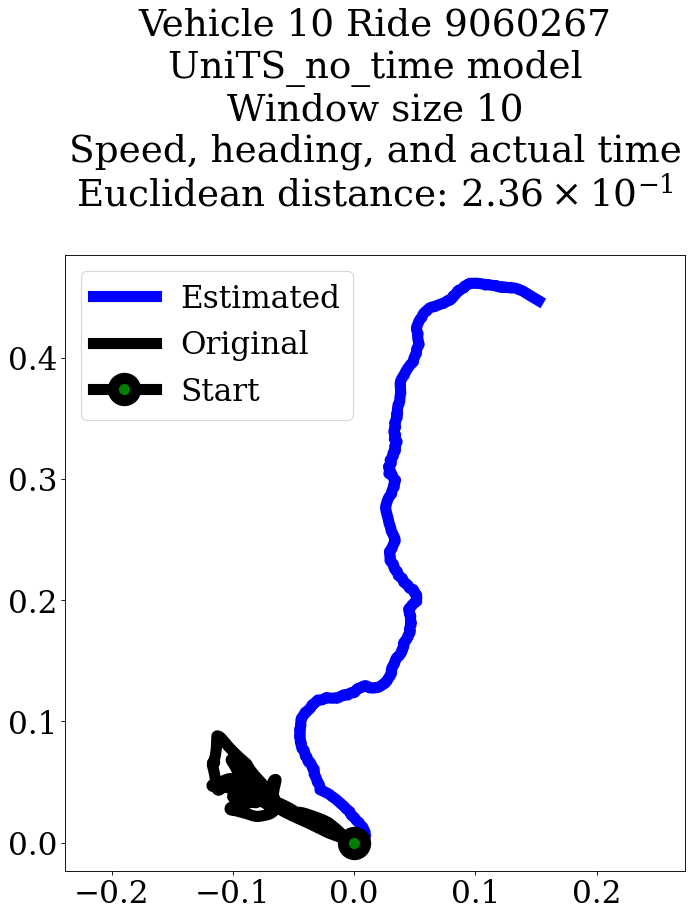 Vehicle 10 Ride 9060267
UniTS_no_time model
Window size 10
Speed, heading, and actual time
Euclidean distance: 2.36 × 10⁻¹
Estimated
Original
Start
0.4
0.3
0.2
0.1
0.0
−0.2 −0.1 0.0 0.1 0.2